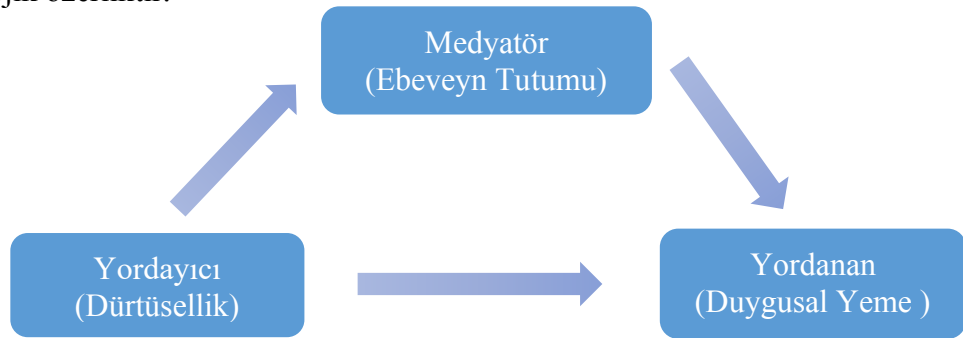 Medyatör
(Ebeveyn Tutumu)
Yordayıcı
(Dürtüsellik)
Yordanan
(Duygusal Yeme )